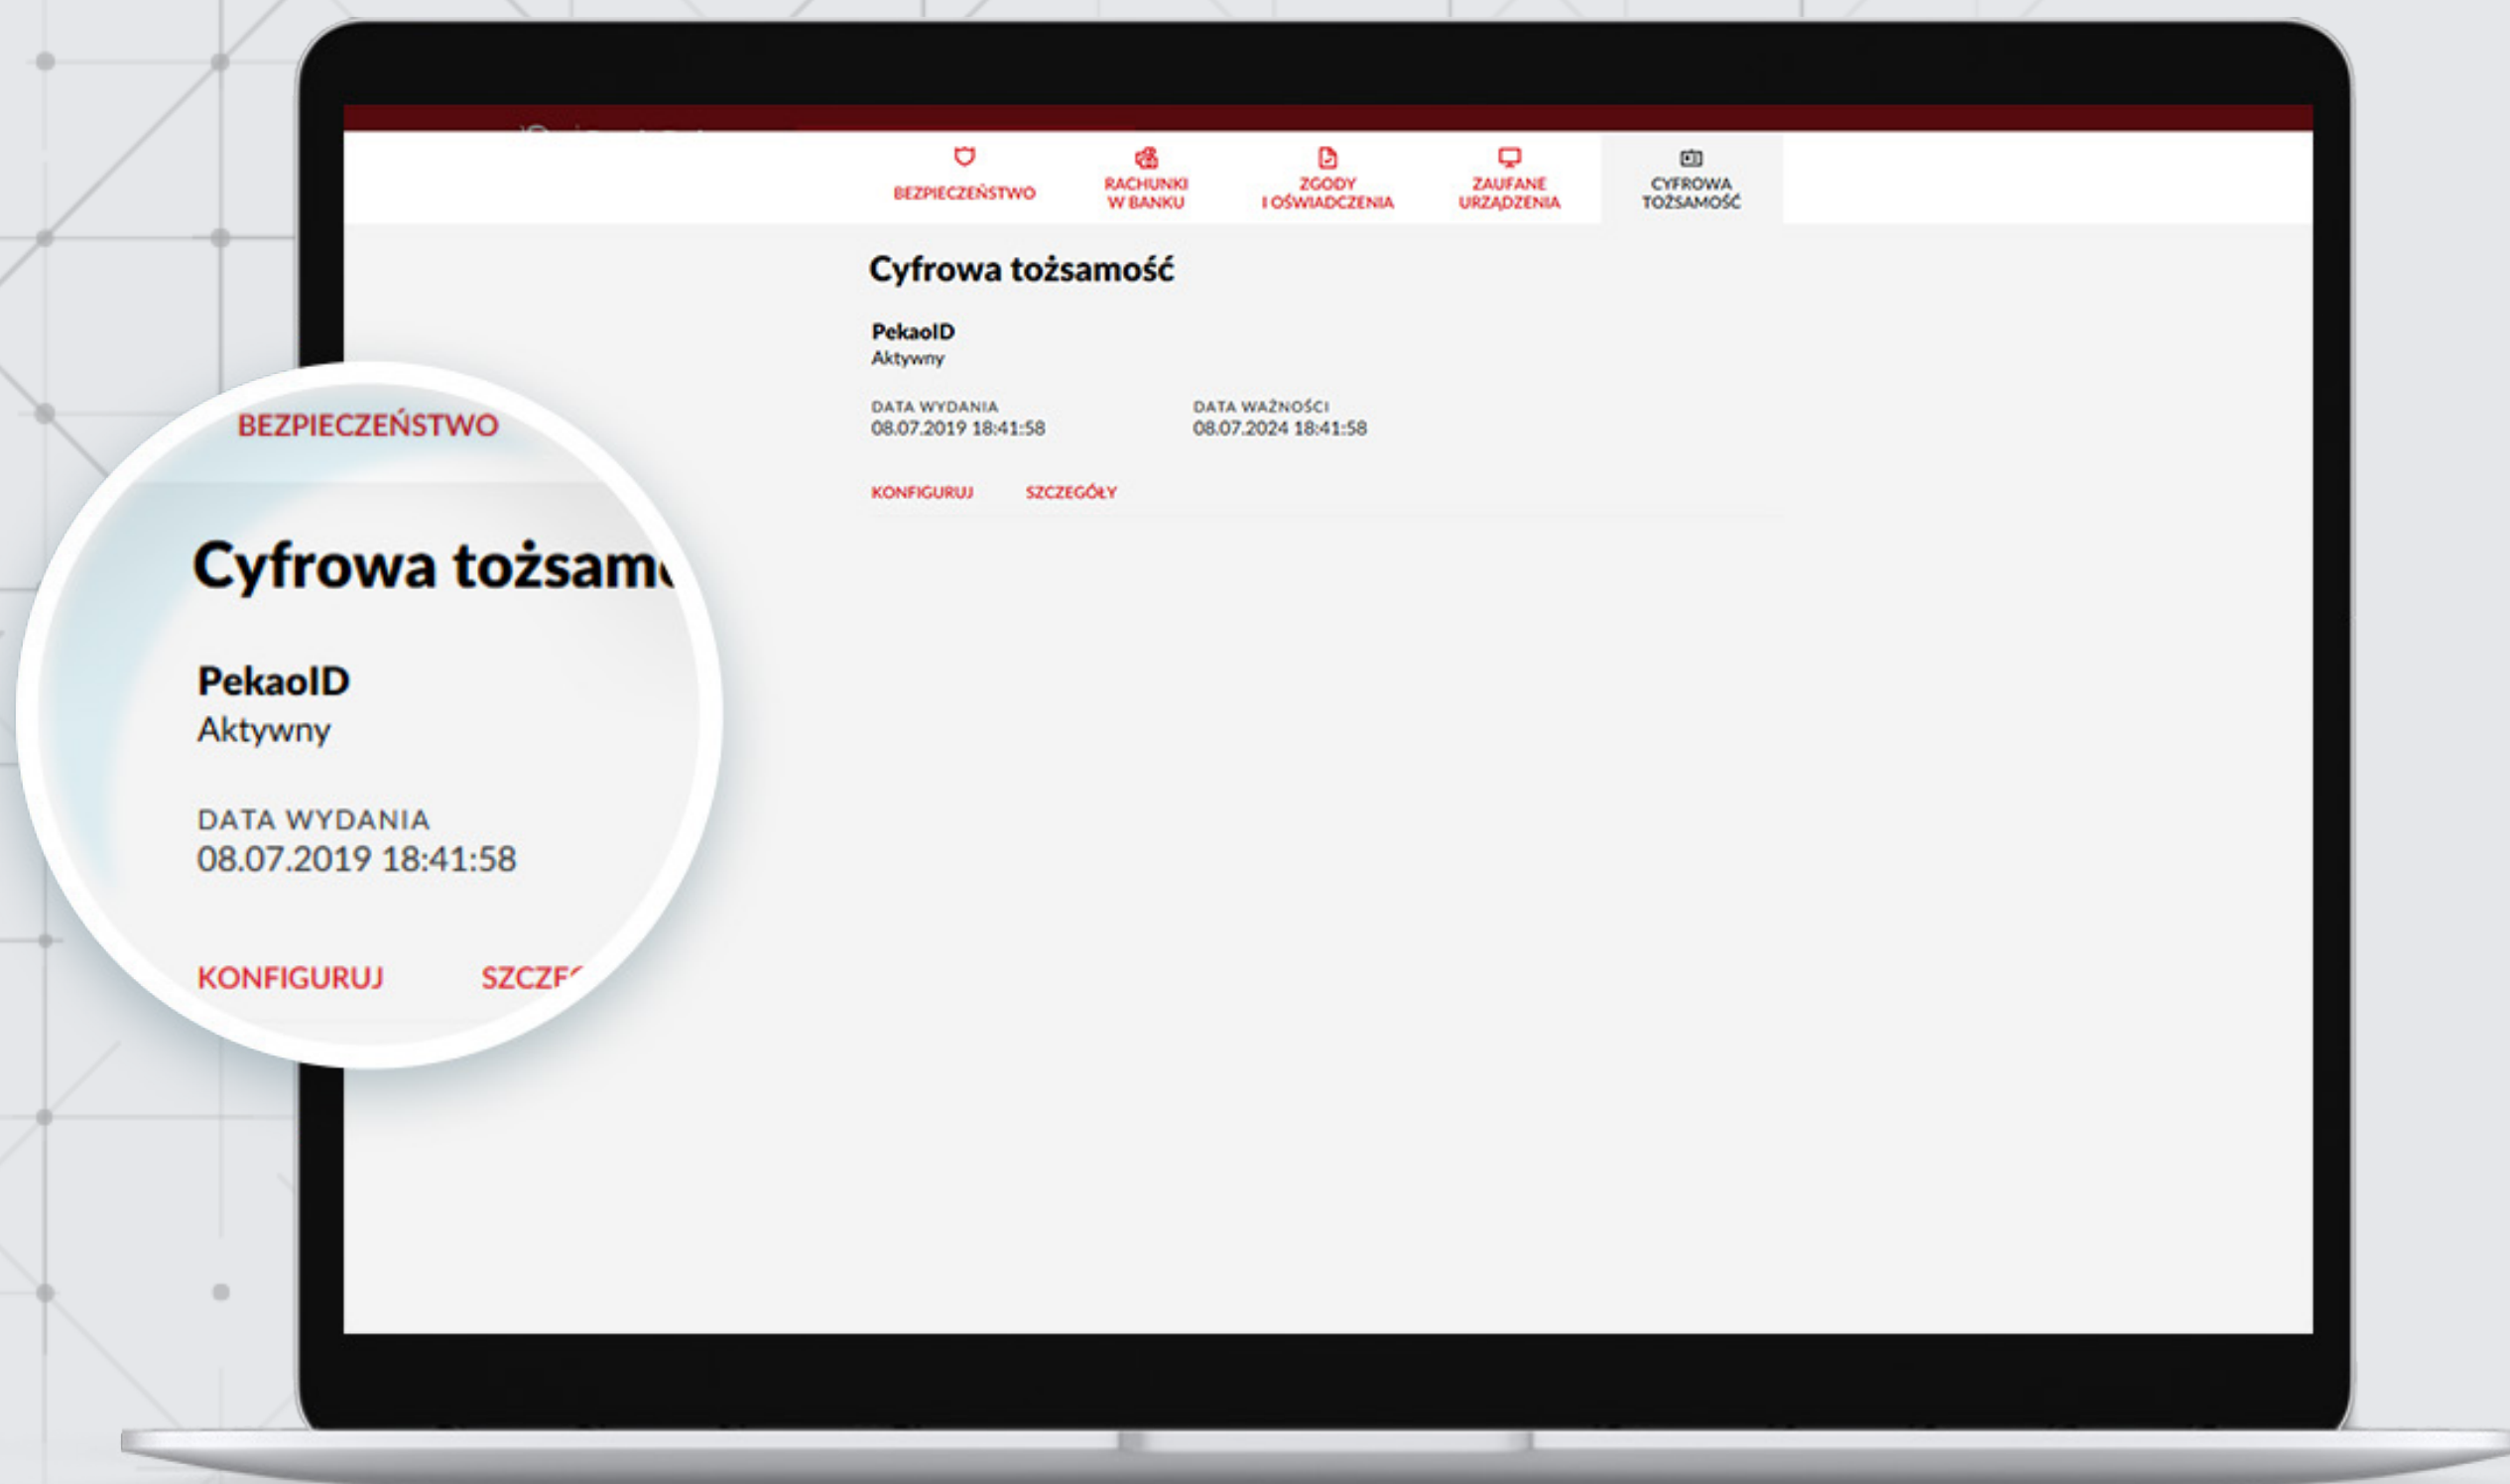 BEZPIECZEŃSTWO
RACHUNKI
W BANKU
ZGODY
I OŚWIADCZENIA
ZAUFANE
URZĄDZENIA
CYFROWA
TOŻSAMOŚĆ
Cyfrowa tożsamość
PekaoID
Aktywny
DATA WYDANIA
08.07.2019 18:41:58
DATA WAŻNOŚCI
08.07.2024 18:41:58
KONFIGURUJ
SZCZEGÓŁY
BEZPIECZEŃSTWO
Cyfrowa tożsam
PekaoID
Aktywny
DATA WYDANIA
08.07.2019 18:41:58
KONFIGURUJ
SZCZE